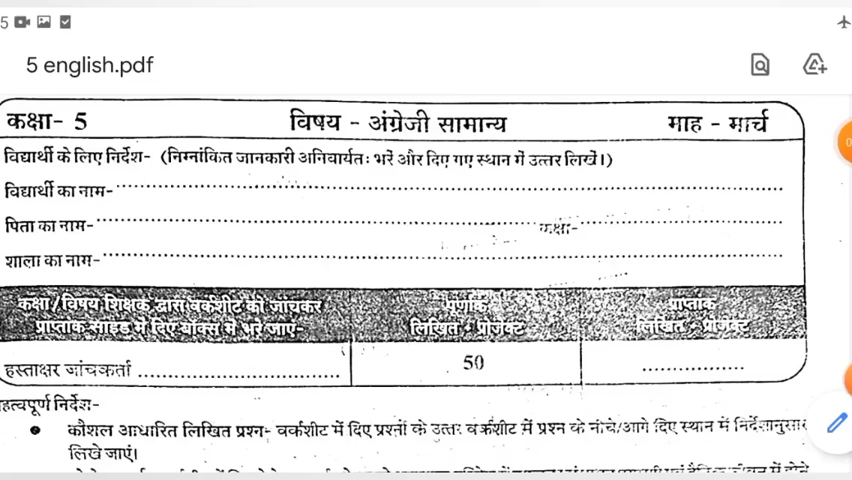 5
5 english.pdf
कक्षा- 5 विषय - अंग्रेजी सामान्य माह - मार्च
विद्यार्थी के लिए निर्देश- (निम्नांकित जानकारी अनिवार्यतः भरें और दिए गए स्थान में उत्तर लिखें।)
विद्यार्थी का नाम-
पिता का नाम- कक्षा-
शाला का नाम-
कक्षा/विषय शिक्षक द्वारा वर्कशीट को जांचकर पूर्णांक प्राप्तांक
प्राप्तांक साइड में दिए बॉक्स में भरे जाए- लिखित + प्रोजेक्ट लिखित + प्रोजेक्ट
हस्ताक्षर जांचकर्ता .................................. 50 .................
हत्वपूर्ण निर्देश-
• कौशल आधारित लिखित प्रश्न- वर्कशीट में दिए प्रश्नों के उत्तर वर्कशीट में प्रश्न के नीचे/आगे दिए स्थान में निर्देशानुसार
लिखे जाएं।